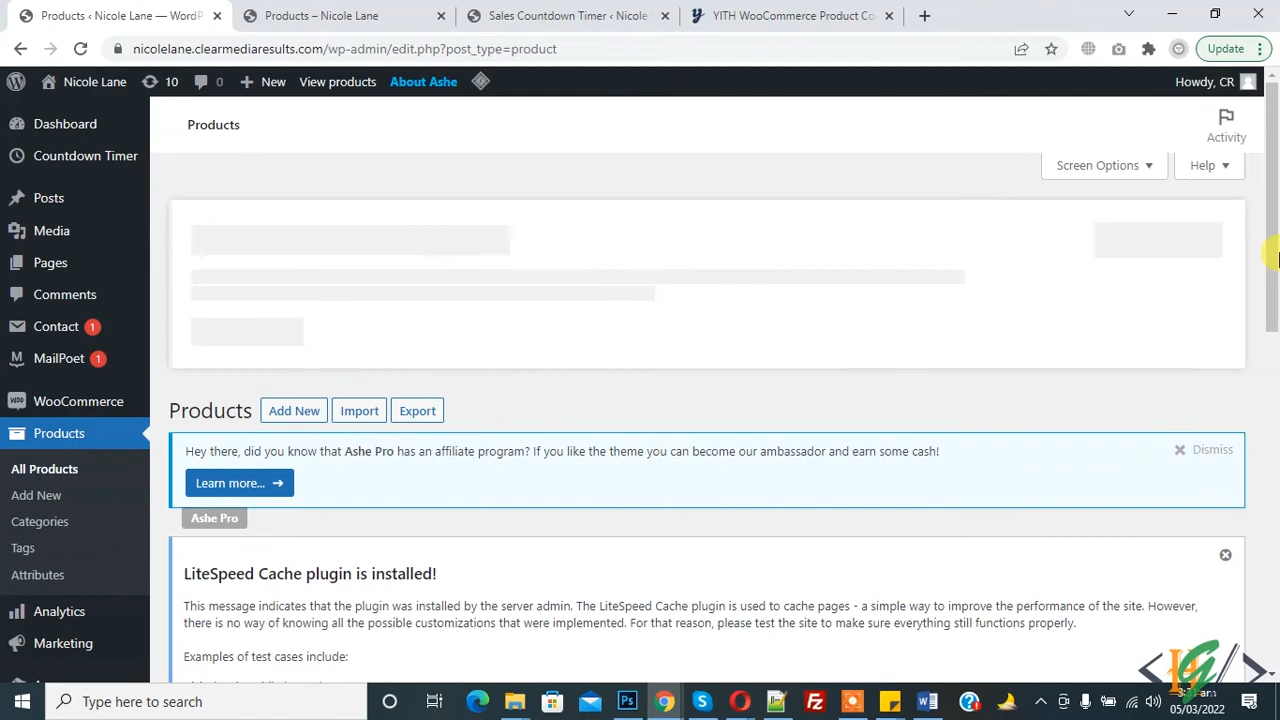 Products ‹ Nicole Lane — WordP
Products – Nicole Lane
Sales Countdown Timer ‹ Nicole
YITH WooCommerce Product Co
nicolelane.clearmediaresults.com/wp-admin/edit.php?post_type=product
Update
Nicole Lane
10
0
New
View products
About Ashe
Howdy, CR
Dashboard
Countdown Timer
Posts
Media
Pages
Comments
Contact 1
MailPoet 1
WooCommerce
Products
All Products
Add New
Categories
Tags
Attributes
Analytics
Marketing
Products
Activity
Screen Options
Help
Products
Add New
Import
Export
Hey there, did you know that Ashe Pro has an affiliate program? If you like the theme you can become our ambassador and earn some cash!
Dismiss
Learn more...
Ashe Pro
LiteSpeed Cache plugin is installed!
This message indicates that the plugin was installed by the server admin. The LiteSpeed Cache plugin is used to cache pages - a simple way to improve the performance of the site. However,
there is no way of knowing all the possible customizations that were implemented. For that reason, please test the site to make sure everything still functions properly.
Examples of test cases include:
Type here to search
05/03/2022